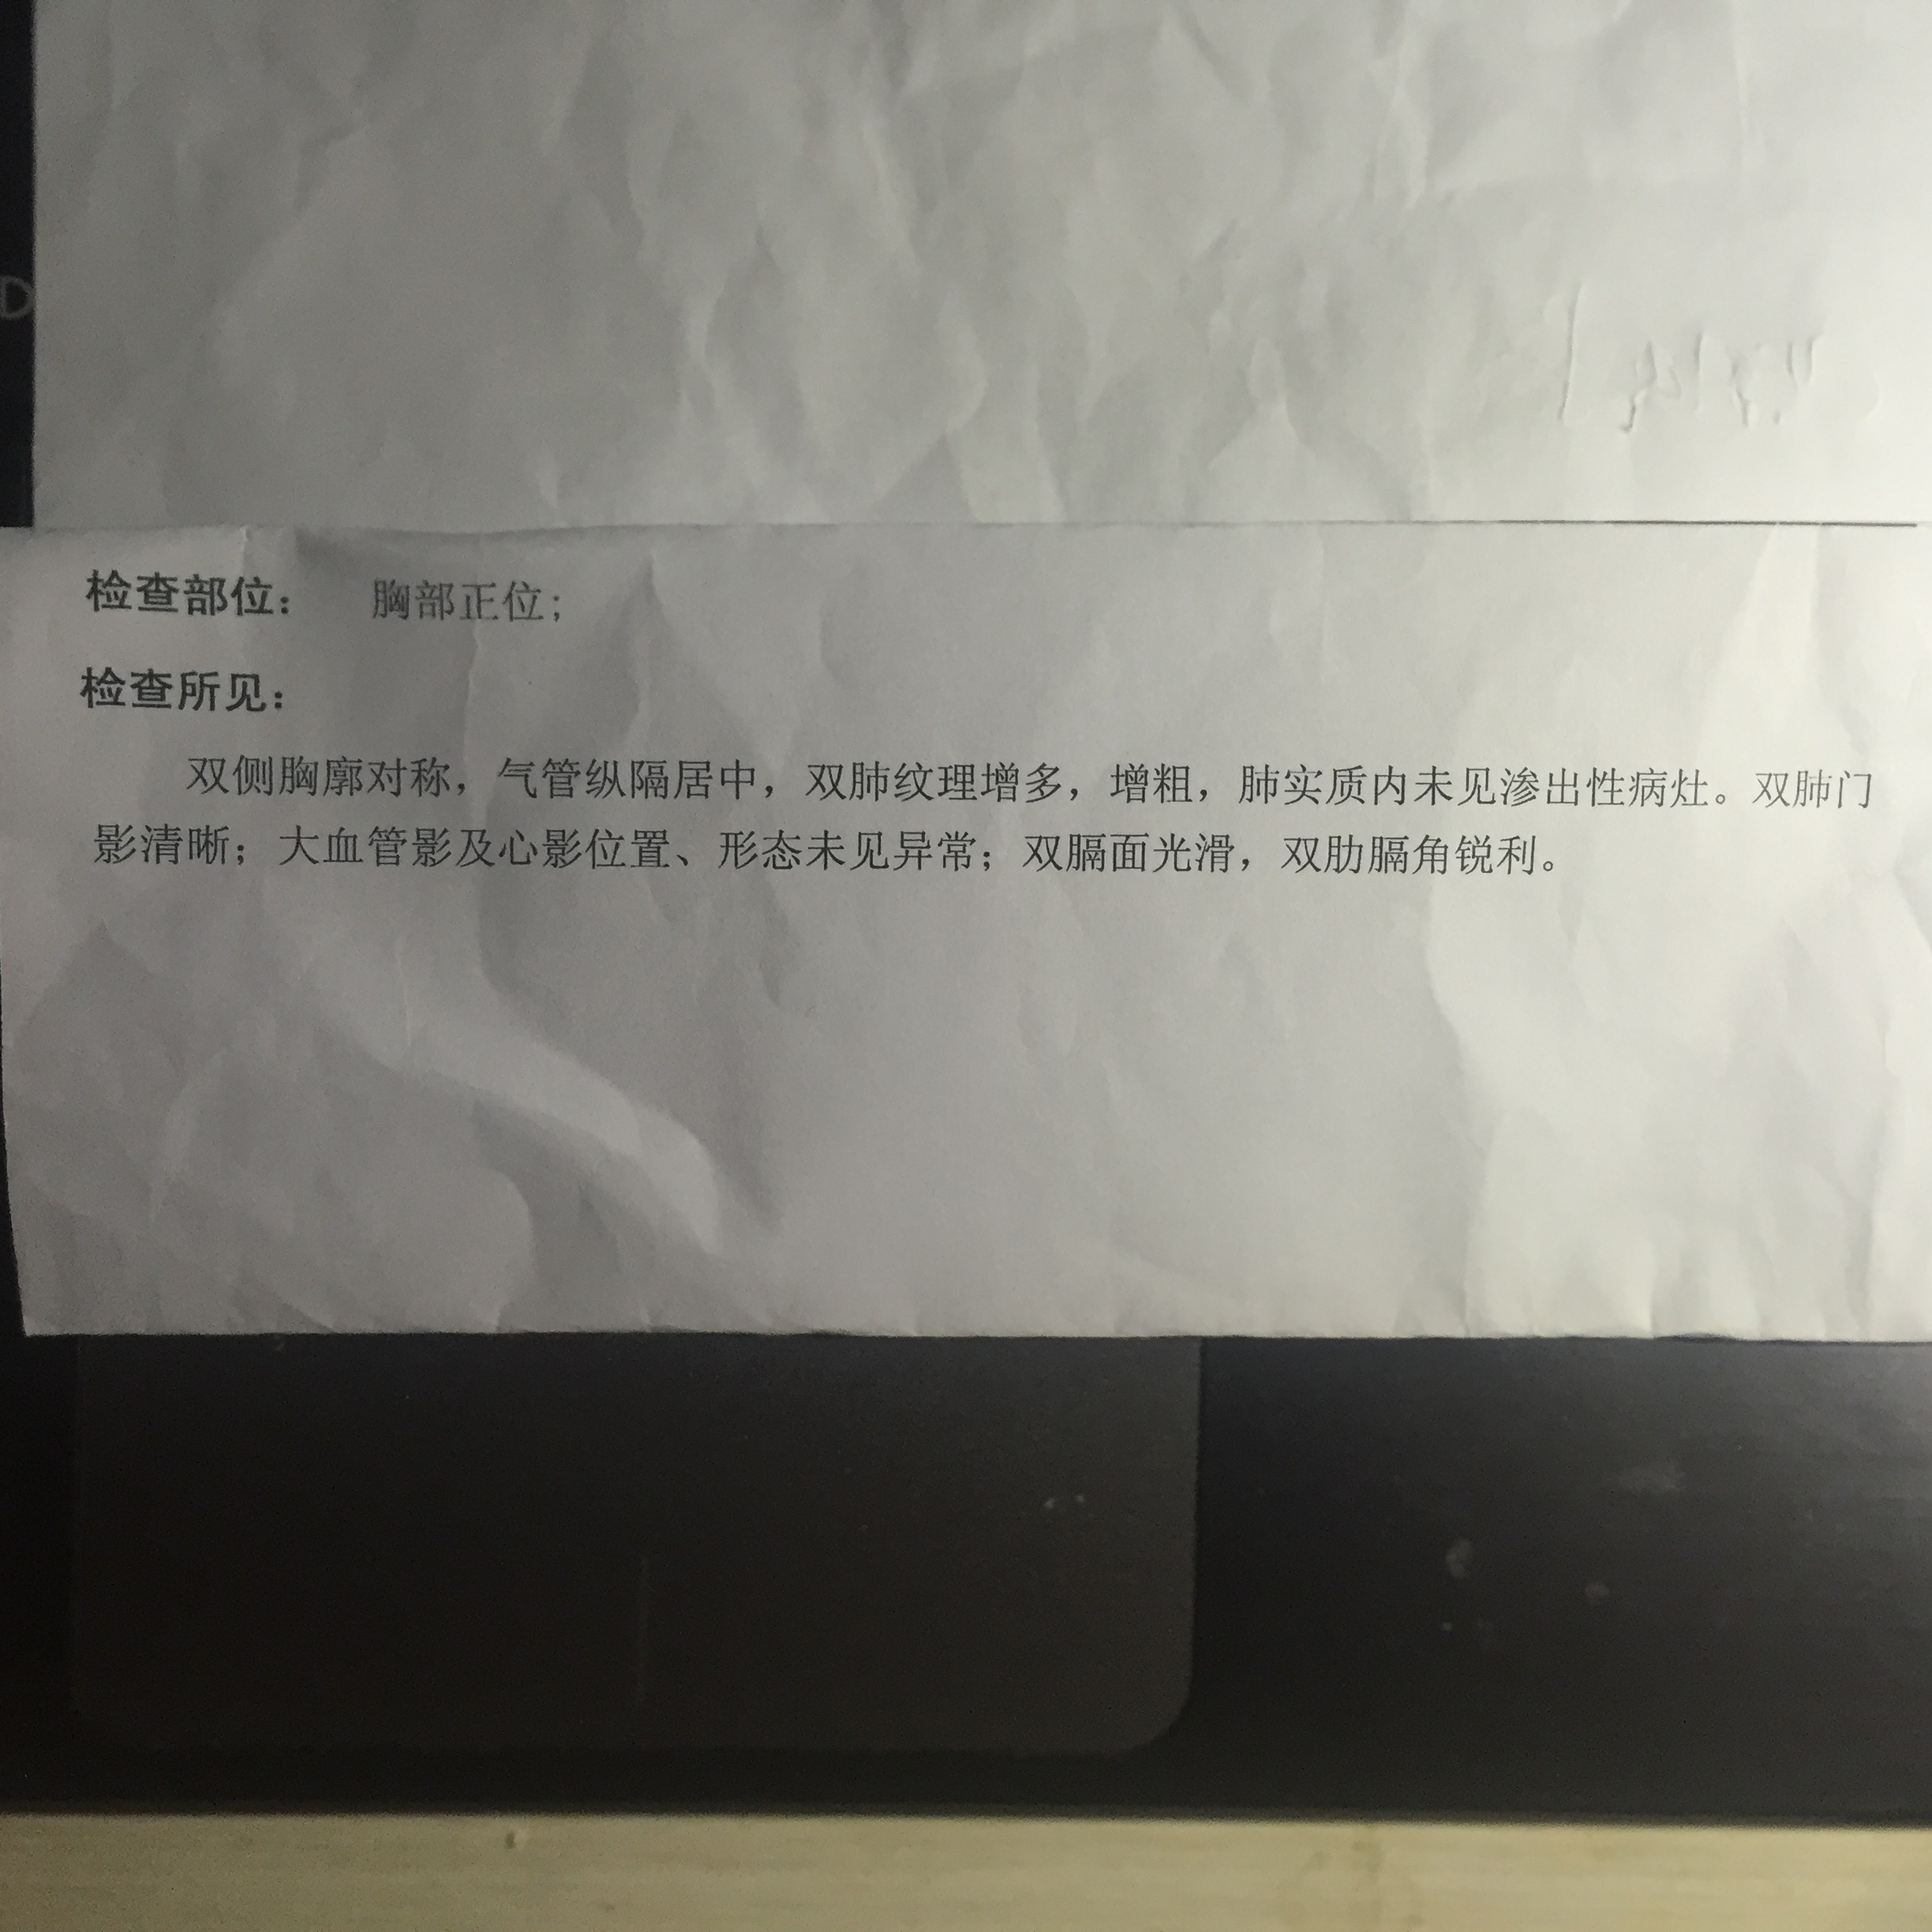 D
检查部位： 胸部正位；
检查所见：
双侧胸廓对称，气管纵隔居中，双肺纹理增多，增粗，肺实质内未见渗出性病灶。双肺门
影清晰；大血管影及心影位置、形态未见异常；双膈面光滑，双肋膈角锐利。